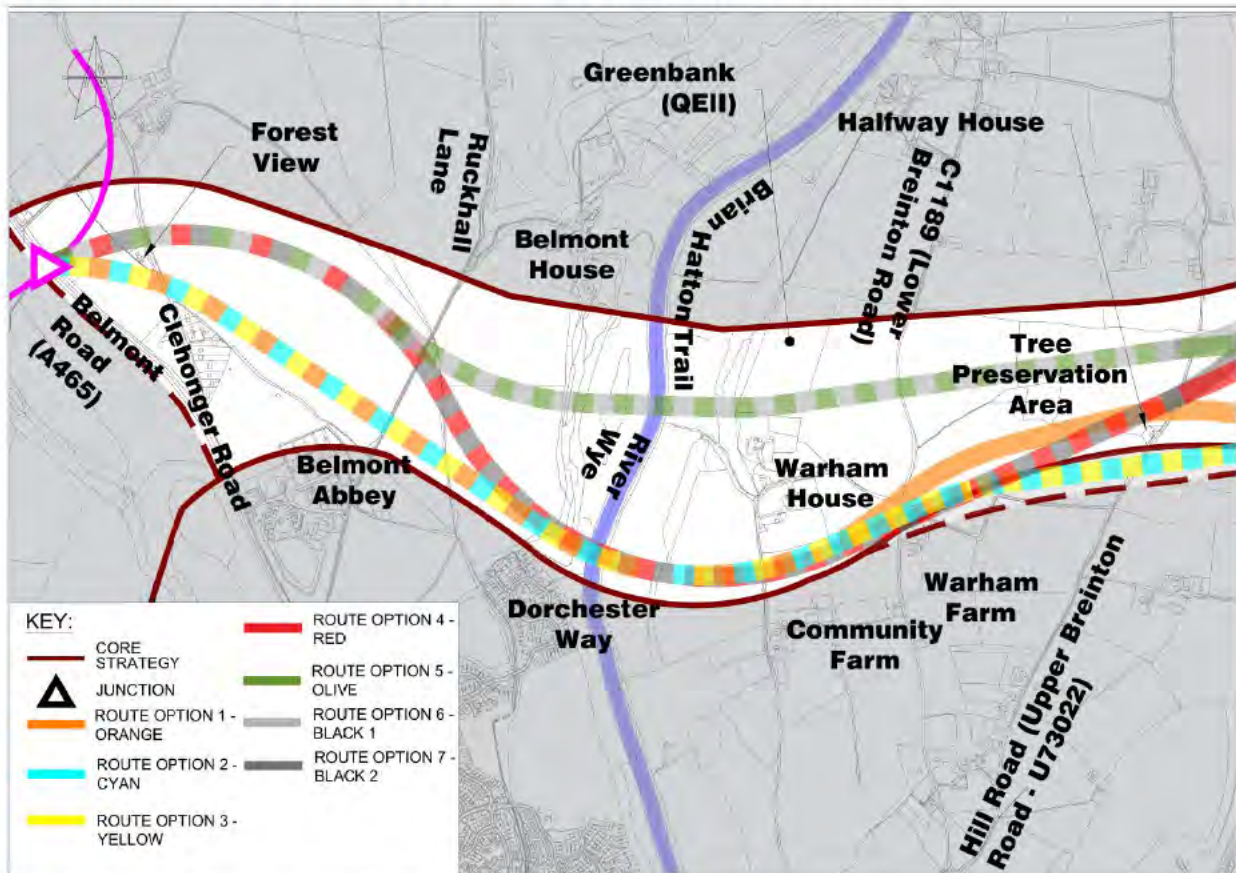 Greenbank
(QEII)
Halfway House
Forest
View
Ruckhall
Lane
C1189 (Lower
Breinton Road)
Brian
Hatton Trail
Belmont
House
Belmont
Road
(A465)
Clehonger Road
Tree
Preservation
Area
River
Wye
Belmont
Abbey
Warham
House
Dorchester
Way
Warham
Farm
Community
Farm
Hill Road (Upper Breinton
Road - U73022)
KEY:
CORE
STRATEGY
JUNCTION
ROUTE OPTION 1 -
ORANGE
ROUTE OPTION 2 -
CYAN
ROUTE OPTION 3 -
YELLOW
ROUTE OPTION 4 -
RED
ROUTE OPTION 5 -
OLIVE
ROUTE OPTION 6 -
BLACK 1
ROUTE OPTION 7 -
BLACK 2